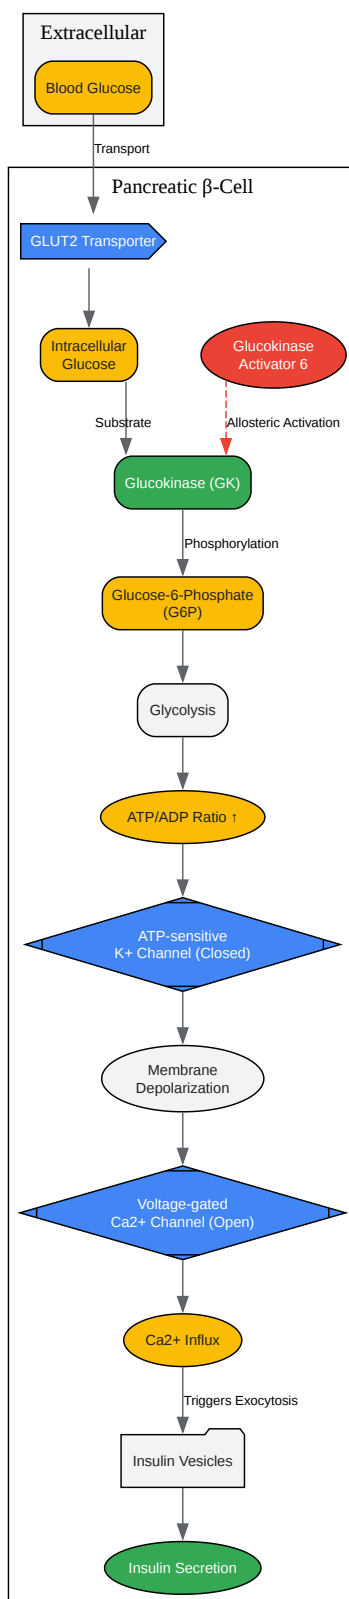 Extracellular
Blood Glucose
Transport
Pancreatic β-Cell
GLUT2 Transporter
Intracellular
Glucose
Glucokinase
Activator 6
Substrate
Allosteric Activation
Glucokinase (GK)
Phosphorylation
Glucose-6-Phosphate
(G6P)
Glycolysis
ATP/ADP Ratio ↑
ATP-sensitive
K+ Channel (Closed)
Membrane
Depolarization
Voltage-gated
Ca2+ Channel (Open)
Ca2+ Influx
Triggers Exocytosis
Insulin Vesicles
Insulin Secretion